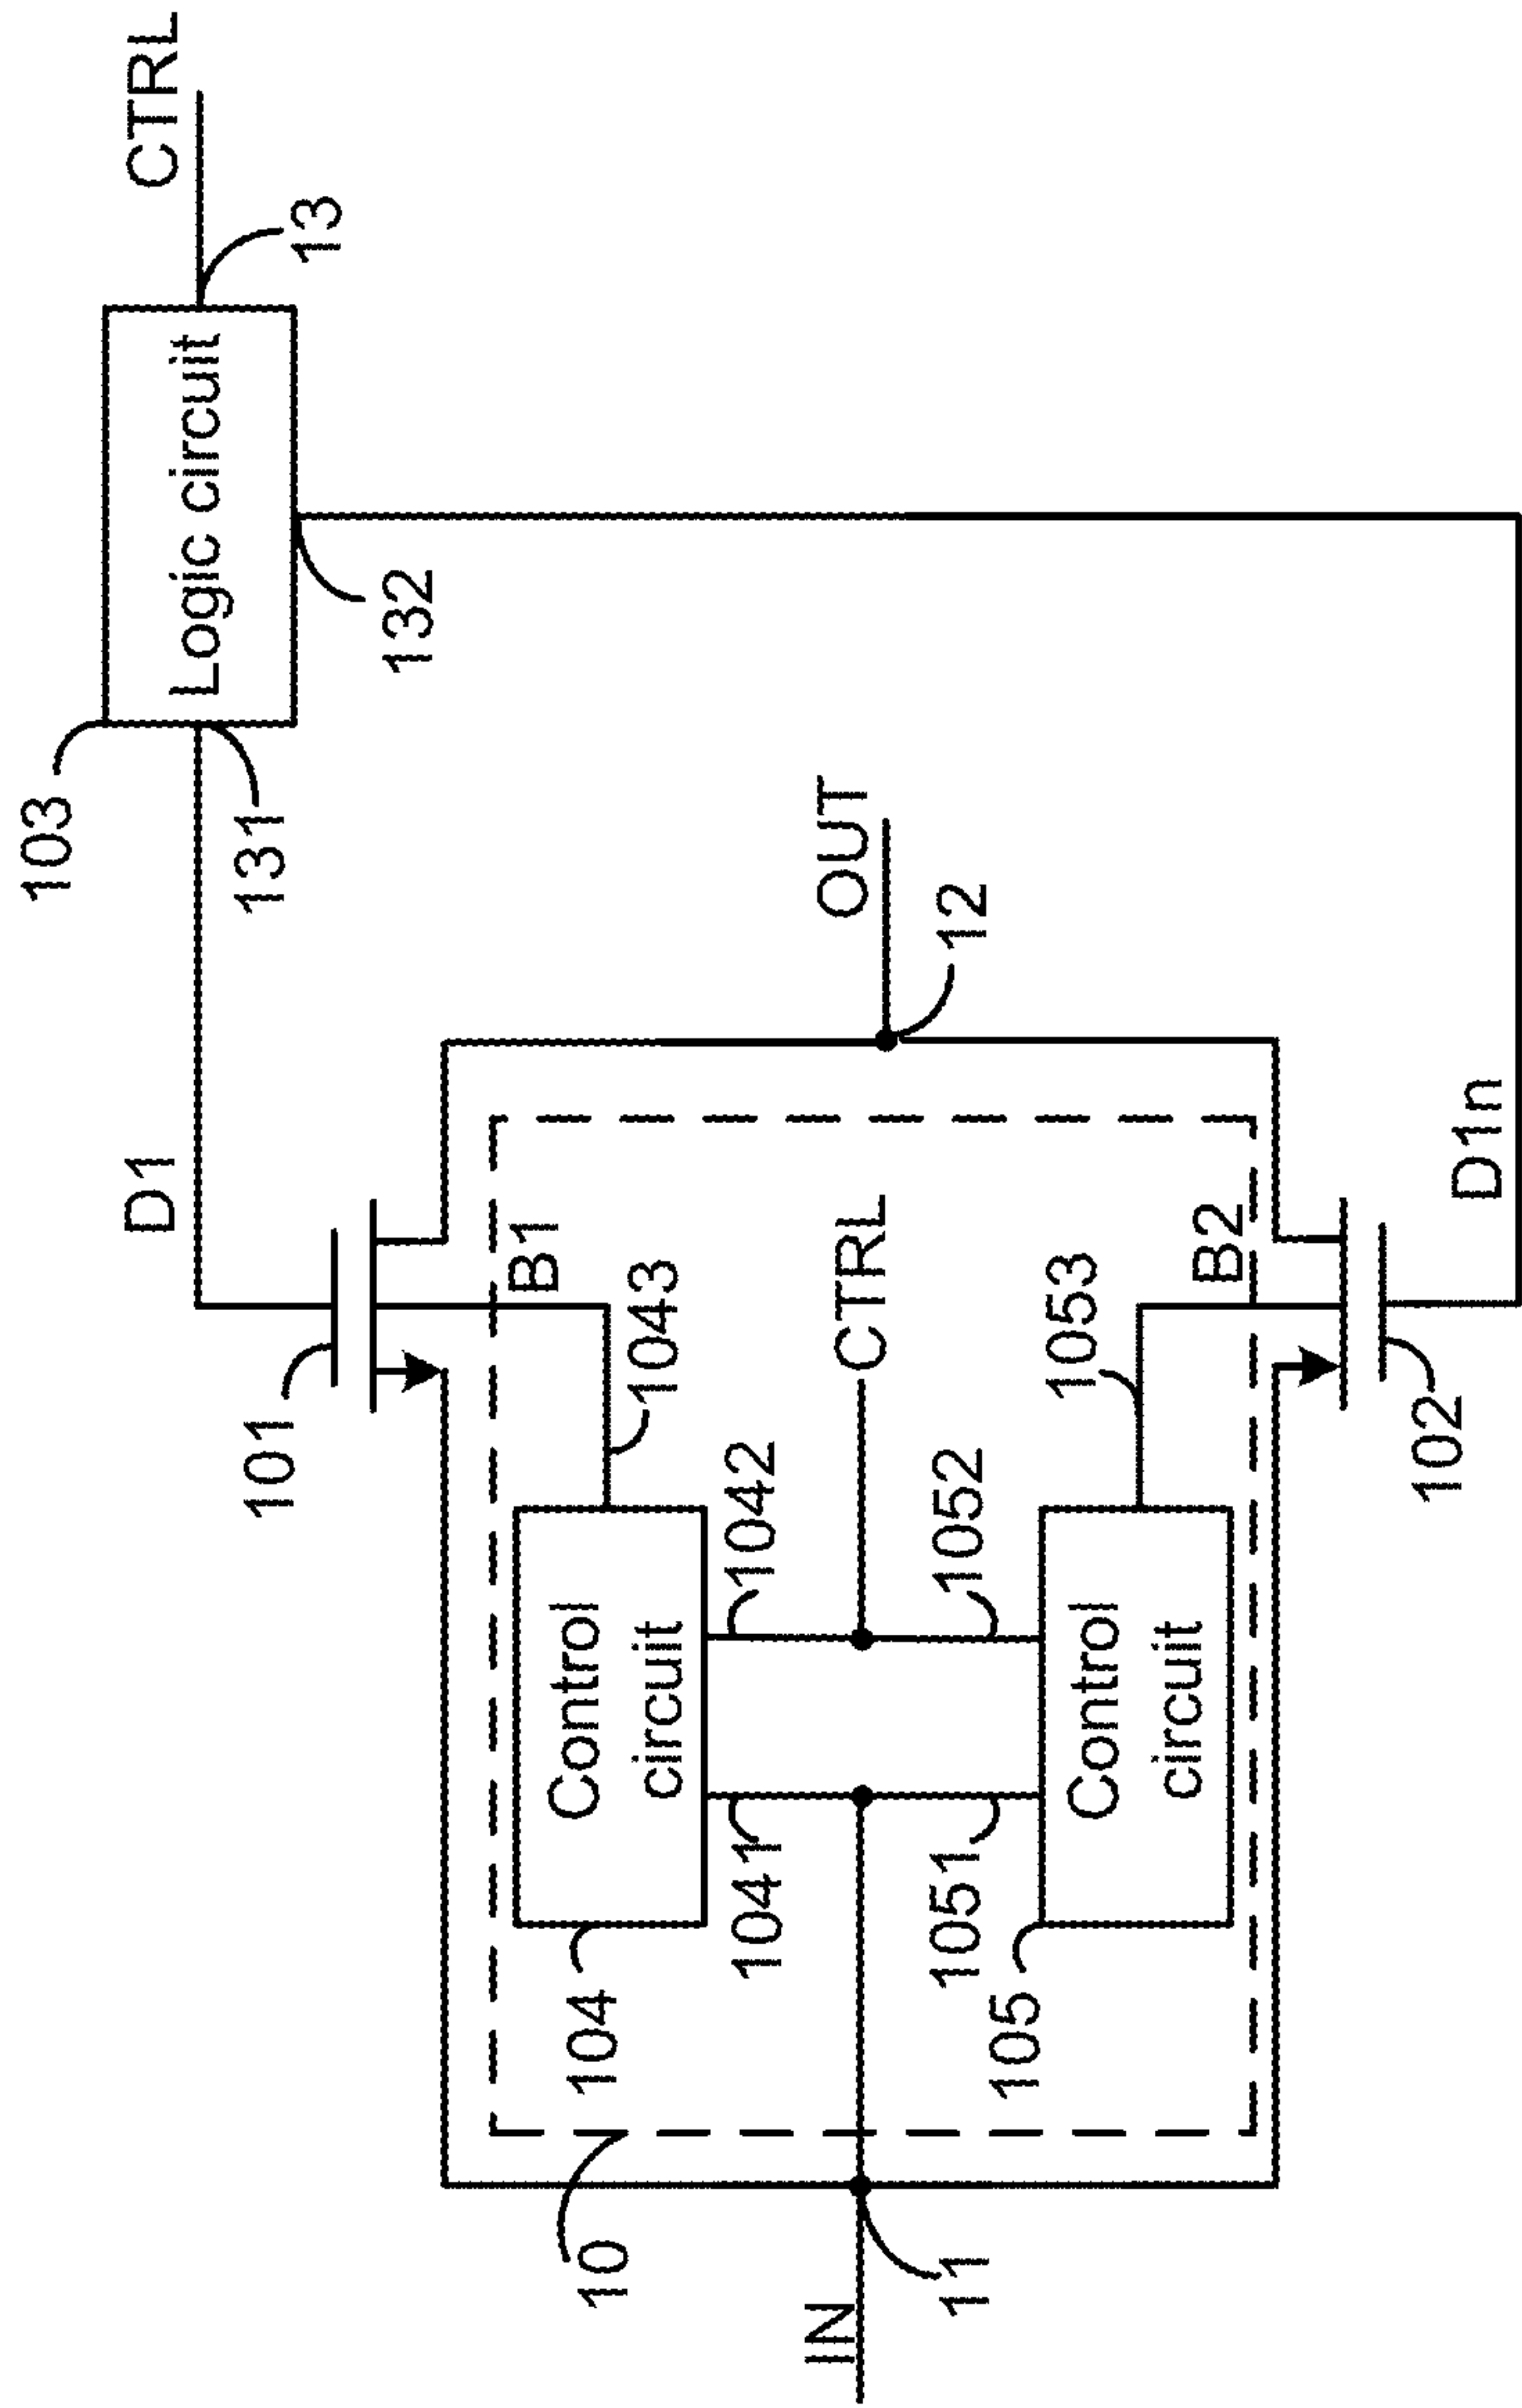 CTRL
13
Logic circuit
132
103
131
OUT
12
D1
101
B1
1043
CTRL
1053
B2
D1n
102
1042
1052
Control
circuit
Control
circuit
1041
1051
104
105
10
11
IN